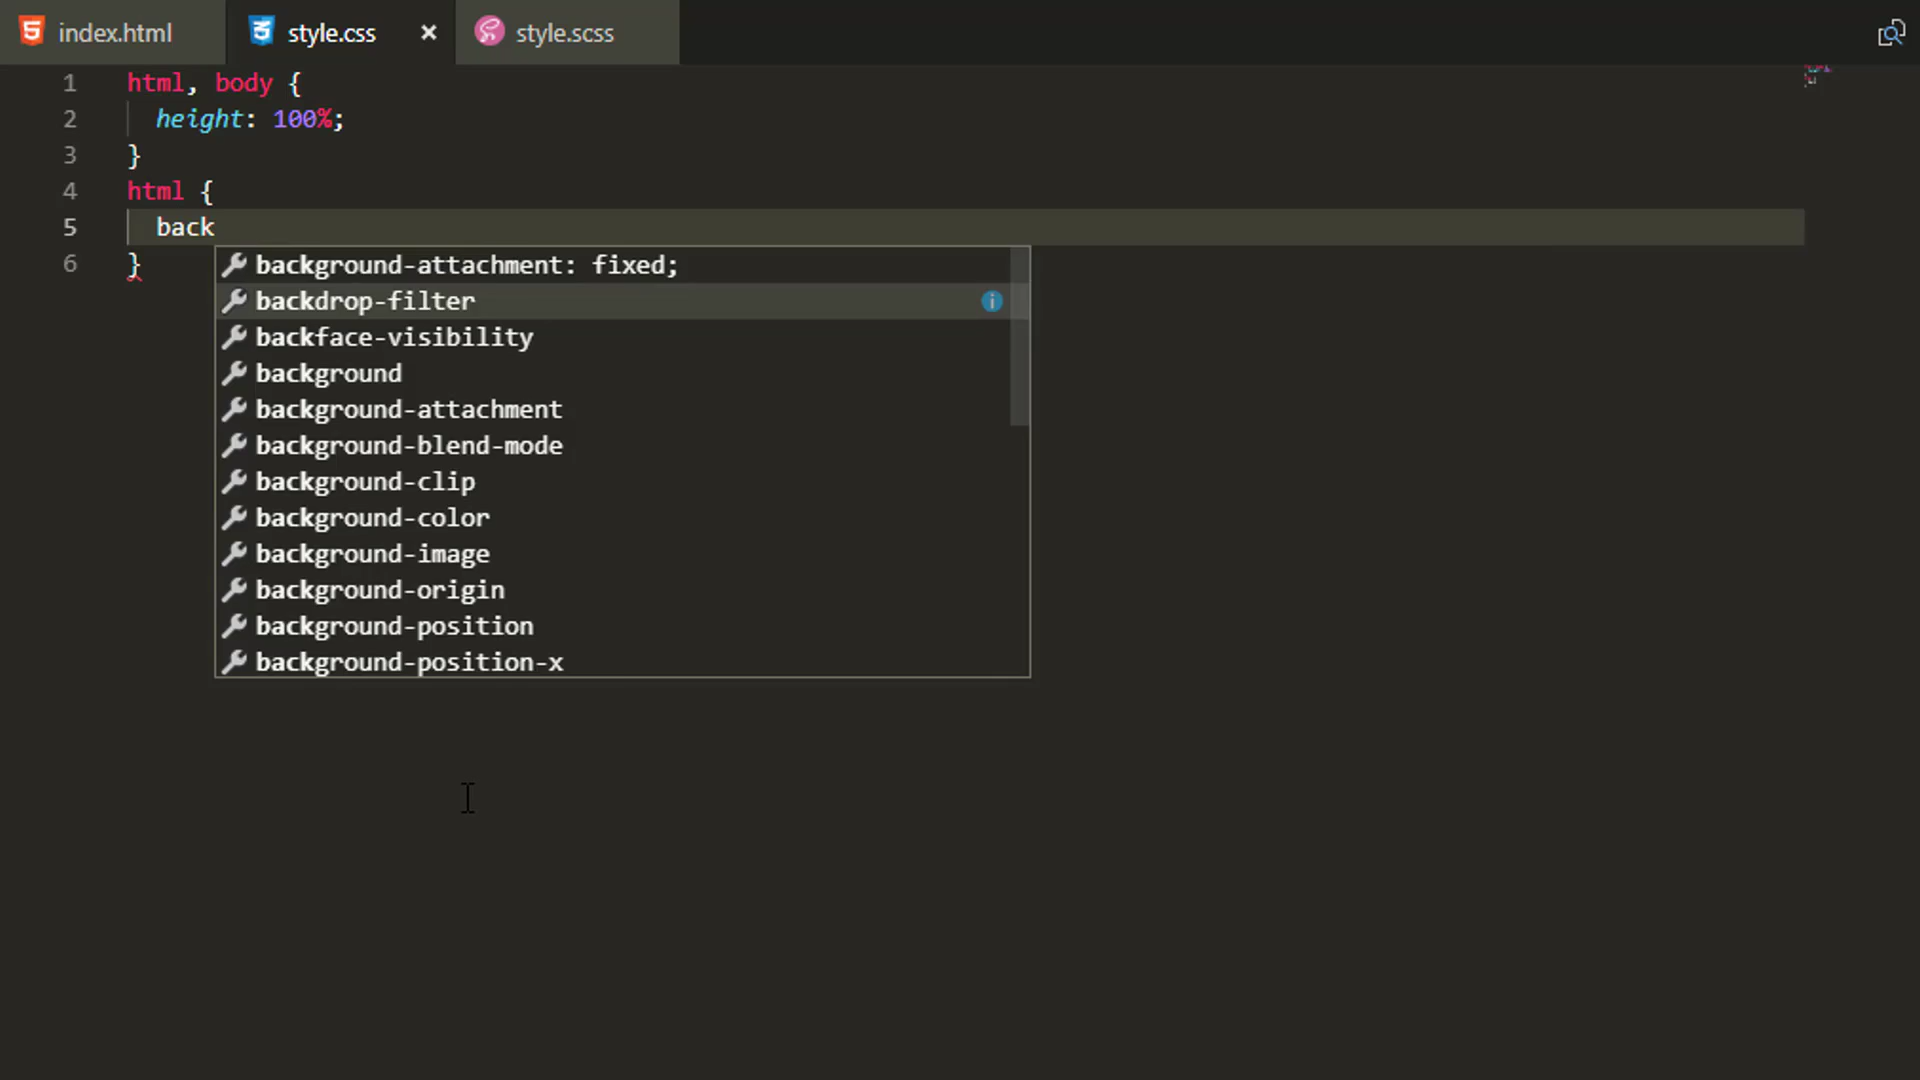 index.html style.css × style.scss
1 html, body {
2 height: 100%;
3 }
4 html {
5 back
6 }
background-attachment: fixed;
backdrop-filter
backface-visibility
background
background-attachment
background-blend-mode
background-clip
background-color
background-image
background-origin
background-position
background-position-x